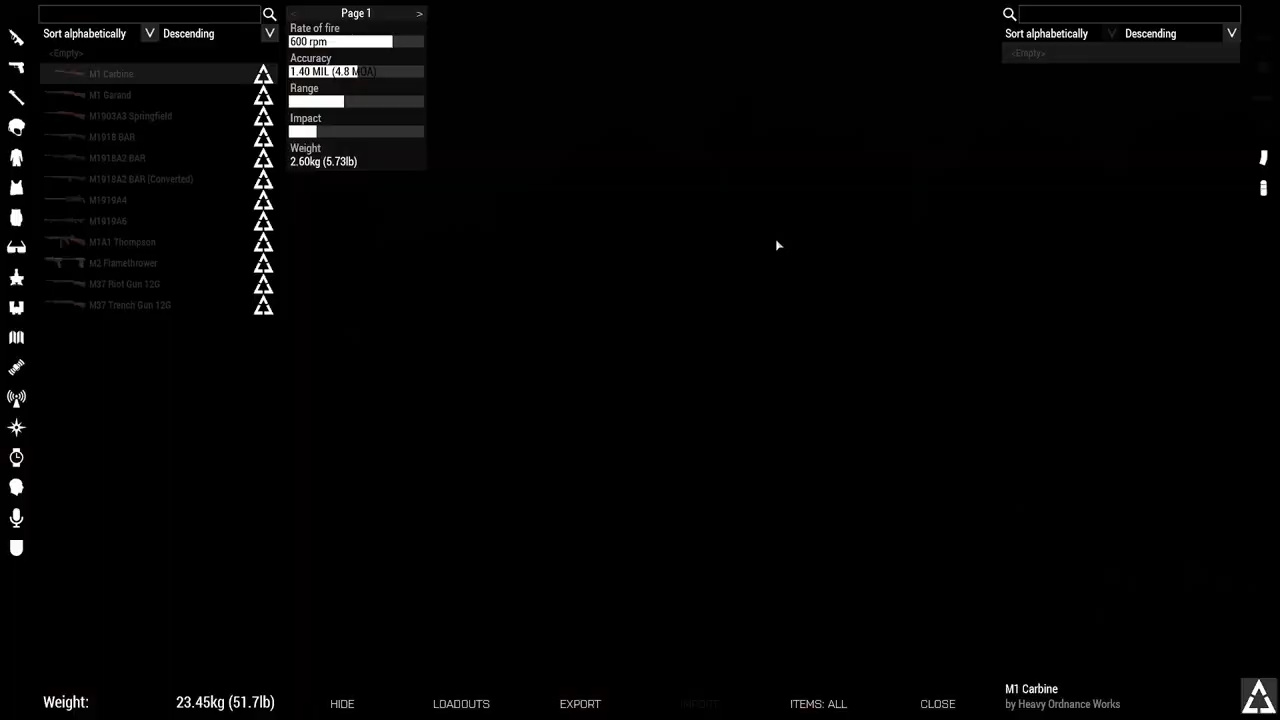 Sort alphabetically V Descending V
<Empty>
M1 Carbine
M1 Garand
M1903A3 Springfield
M1918 BAR
M1918A2 BAR
M1918A2 BAR (Converted)
M1919A4
M1919A6
M1A1 Thompson
M2 Flamethrower
M37 Riot Gun 12G
M37 Trench Gun 12G
< Page 1 >
Rate of fire
600 rpm
Accuracy
1.40 MIL (4.8 MOA)
Range
Impact
Weight
2.60kg (5.73lb)
Sort alphabetically V Descending V
<Empty>
Weight: 23.45kg (51.7lb)
HIDE LOADOUTS EXPORT IMPORT ITEMS: ALL CLOSE
M1 Carbine
by Heavy Ordnance Works